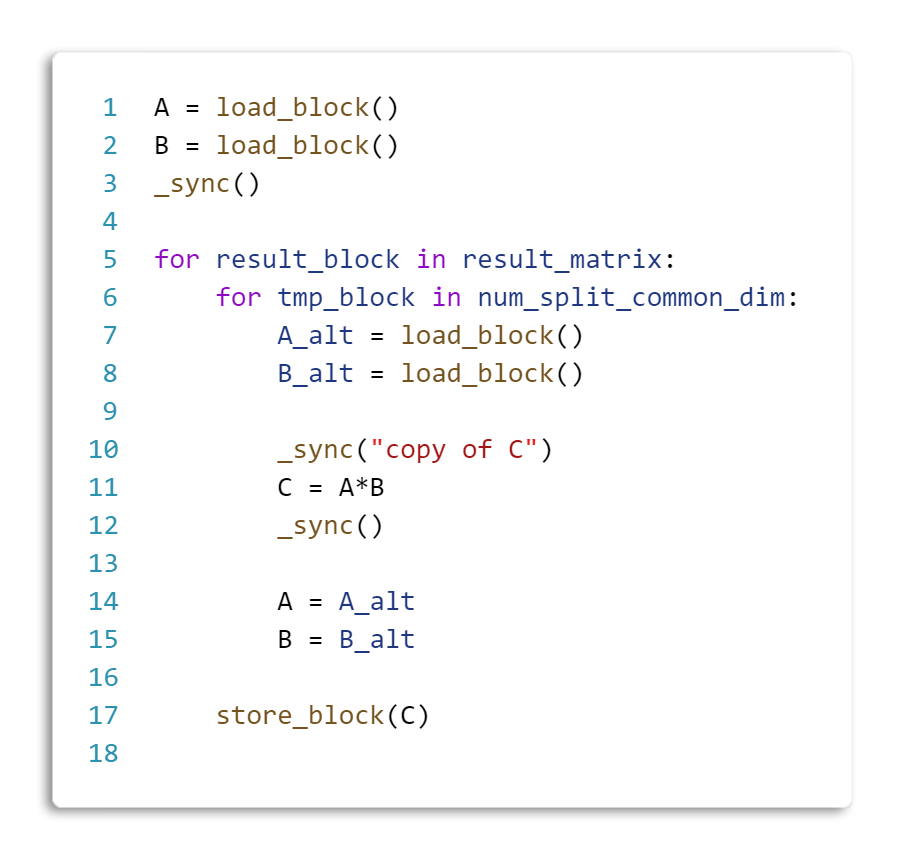 1 A = load_block()
2 B = load_block()
3 _sync()
4
5 for result_block in result_matrix:
6     for tmp_block in num_split_common_dim:
7         A_alt = load_block()
8         B_alt = load_block()
9
10         _sync("copy of C")
11         C = A*B
12         _sync()
13
14         A = A_alt
15         B = B_alt
16
17     store_block(C)
18